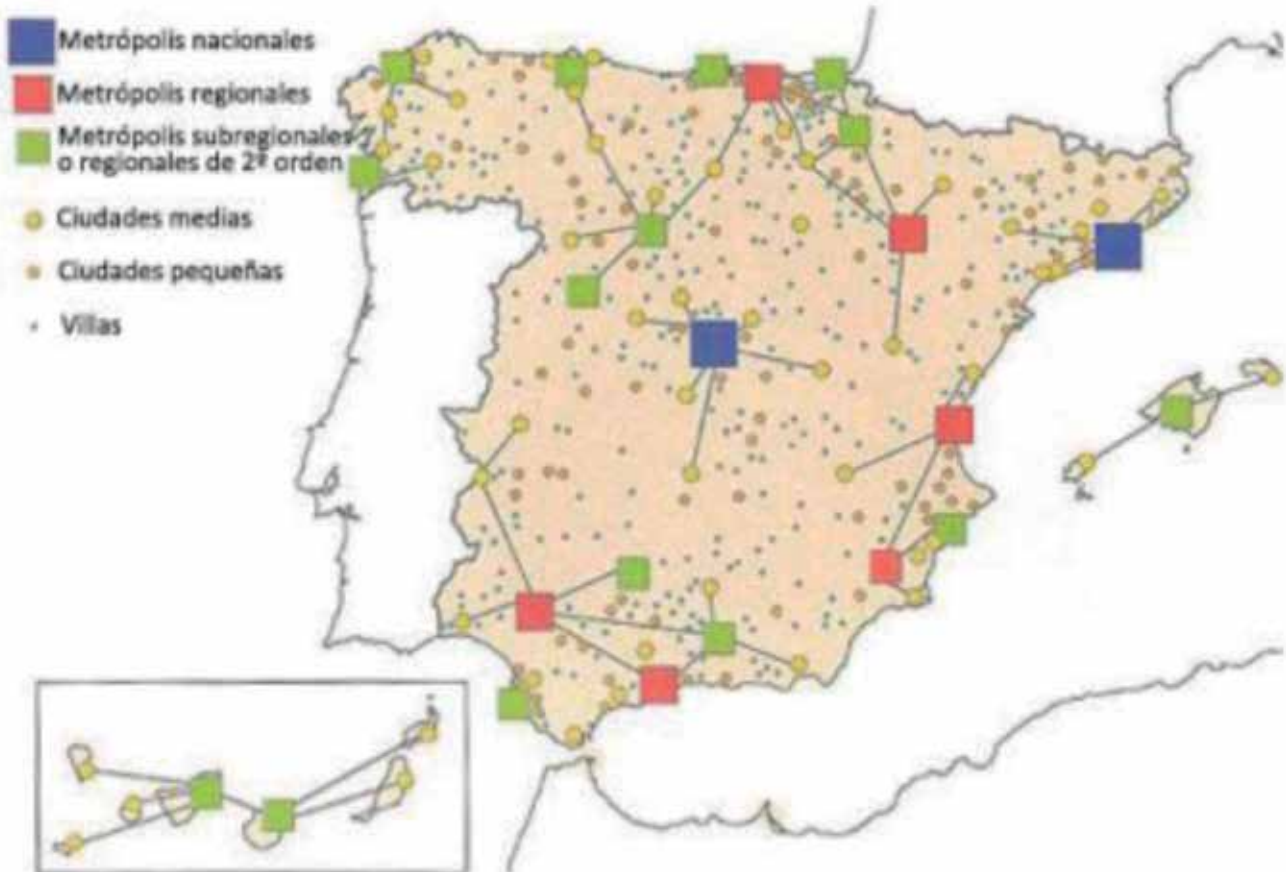 Metrópolis nacionales
Metrópolis regionales
Metrópolis subregionales
o regionales de 2º orden
Ciudades medias
Ciudades pequeñas
Villas